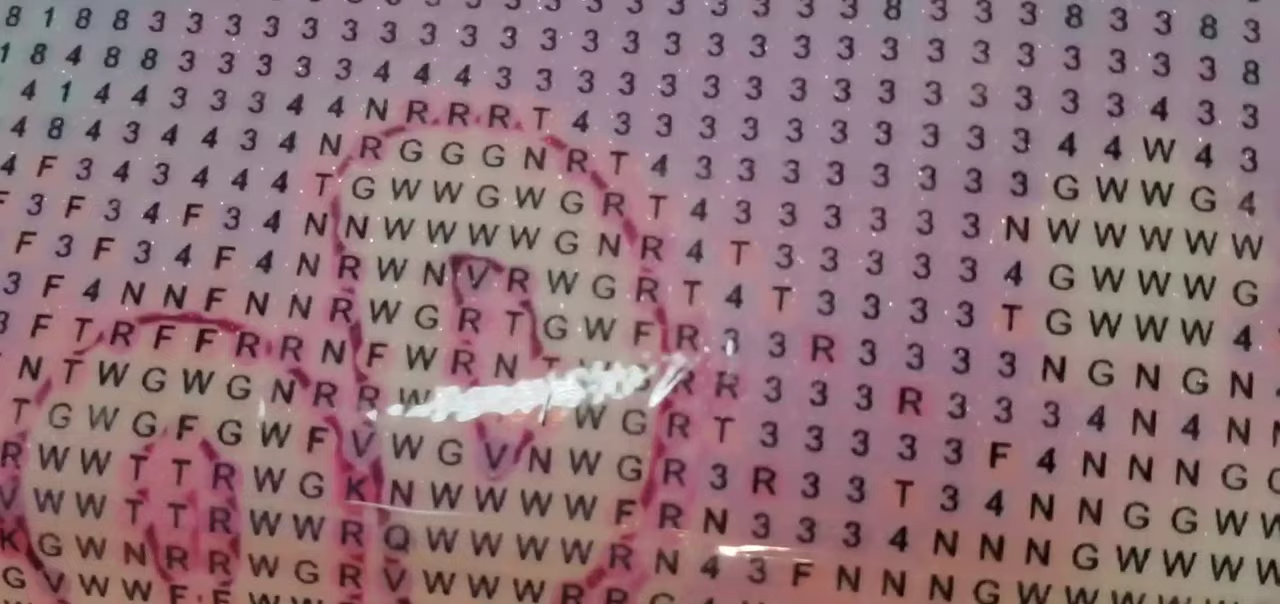 8 1 8 8 3 3 3 3 3 3 3 3 3 3 3 3 3 3 3 3 3 3 3 3 3 3 3 3 3 3 8
1 8 4 8 8 3 3 3 3 3 4 4 4 3 3 3 3 3 3 3 3 3 3 3 3 3 3 4 3 3
4 1 4 4 3 3 3 4 4 N R R R T 4 3 3 3 3 3 3 3 3 3 3 3 4 4 W 4 3
4 8 4 3 4 4 3 4 N R G G G N R T 4 3 3 3 3 3 3 3 3 3 G W W G 4
4 F 3 4 3 4 4 4 T G W W G W G R T 4 3 3 3 3 3 3 3 N W W W W W
F 3 F 3 4 F 3 4 N N W W W W W G N R 4 T 3 3 3 3 3 4 G W W W G
F 3 F 3 4 F 4 N R W N V R W G R T 4 T 3 3 3 3 T G W W W 4
3 F 4 N N F N N R W G R T G W F R 3 3 R 3 3 3 3 N G N G N
3 F T R F F R R N F W R N T R R 3 3 3 R 3 3 3 4 N 4 N N
N T W G W G N R R W W G R T 3 3 3 3 3 F 4 N N N G G
T G W G F G W F V W G V N W G R 3 R 3 3 T 3 4 N N G G W W
R W W T T R W G K N W W W W F R N 3 3 3 4 N N N G W W W W
V W W T T R W W R Q W W W W R N 4 3 F N N N G W W W W W
K G W N R R W G R V W W W R R
G V W W F F